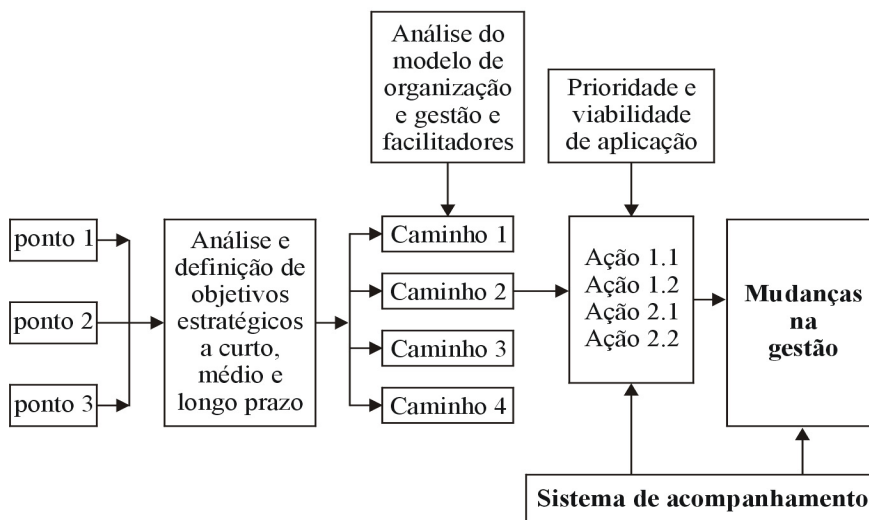 Análise do
modelo de
organização
e gestão e
facilitadores
Prioridade e
viabilidade
de aplicação
ponto 1
ponto 2
ponto 3
Análise e
definição de
objetivos
estratégicos
a curto,
médio e
longo prazo
Caminho 1
Caminho 2
Caminho 3
Caminho 4
Ação 1.1
Ação 1.2
Ação 2.1
Ação 2.2
Mudanças
na
gestão
Sistema de acompanhamento